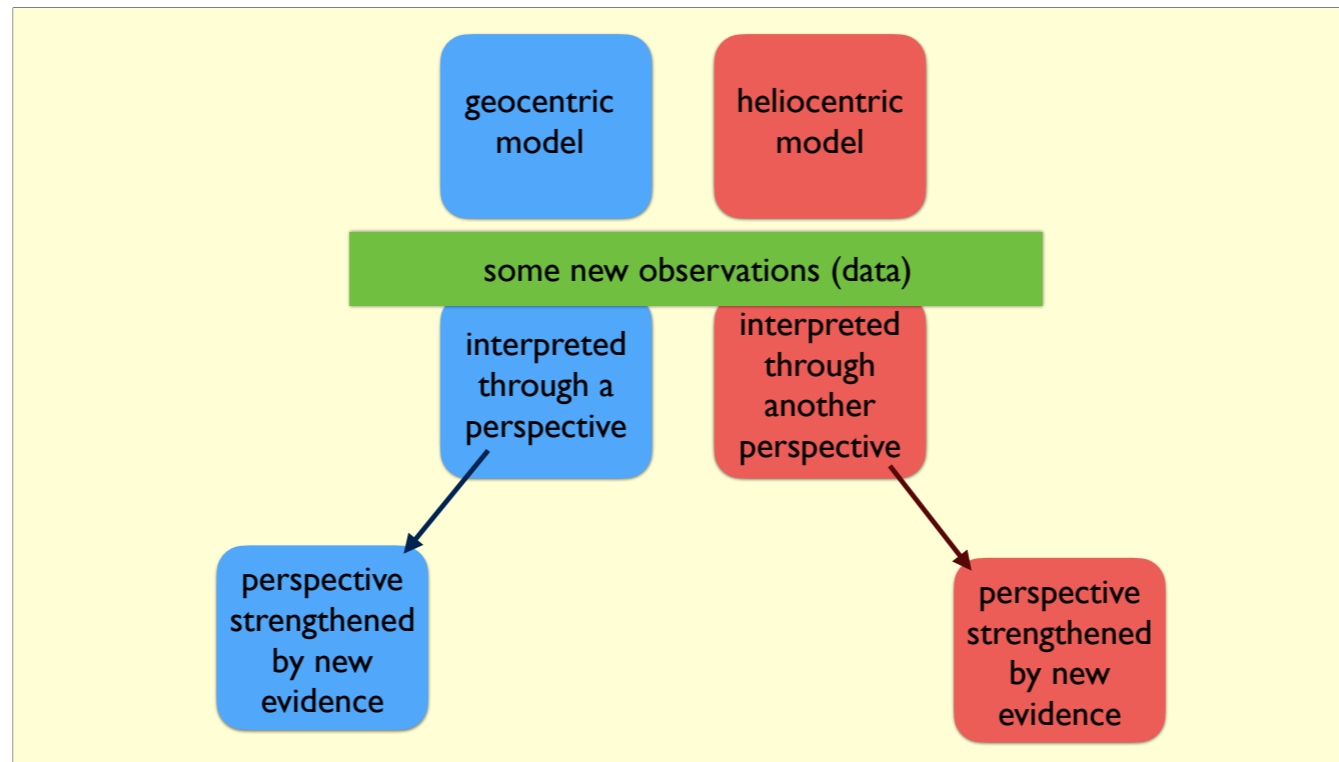 geocentric
model
heliocentric
model
some new observations (data)
interpreted
through a
perspective
interpreted
through
another
perspective
perspective
strengthened
by new
evidence
perspective
strengthened
by new
evidence